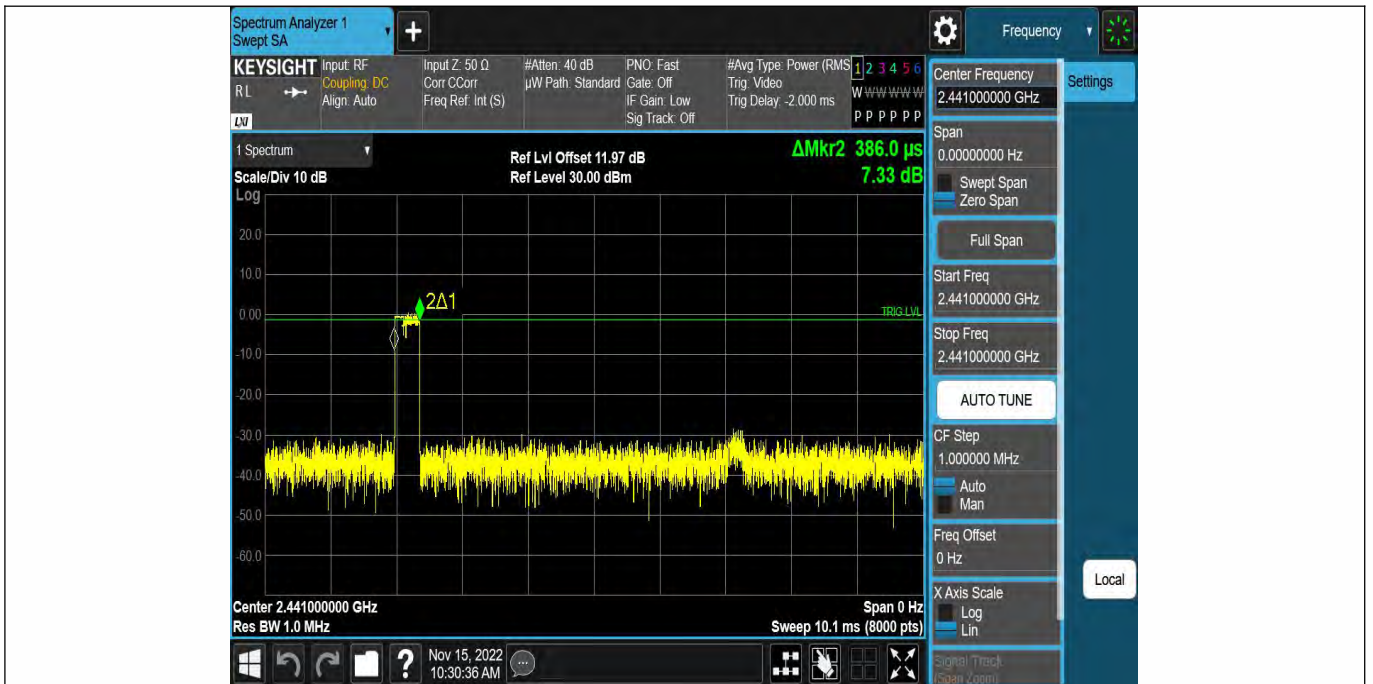 Spectrum Analyzer 1
Swept SA
+
Frequency
KEYSIGHT
RL
LXI
Input: RF
Coupling: DC
Align: Auto
Input Z: 50 Ω
Corr CCorr
Freq Ref: Int (S)
#Atten: 40 dB
µW Path: Standard
PNO: Fast
Gate: Off
IF Gain: Low
Sig Track: Off
#Avg Type: Power (RMS
Trig: Video
Trig Delay: -2.000 ms
1 2 3 4 5 6
W W W W W W
P P P P P P
1 Spectrum
Scale/Div 10 dB
Log
Ref Lvl Offset 11.97 dB
Ref Level 30.00 dBm
ΔMkr2 386.0 µs
7.33 dB
20.0
10.0
0.00
-10.0
-20.0
-30.0
-40.0
-50.0
-60.0
2Δ1
TRIG LVL
Center 2.441000000 GHz
Res BW 1.0 MHz
Span 0 Hz
Sweep 10.1 ms (8000 pts)
Center Frequency
2.441000000 GHz
Settings
Span
0.00000000 Hz
Swept Span
Zero Span
Full Span
Start Freq
2.441000000 GHz
Stop Freq
2.441000000 GHz
AUTO TUNE
CF Step
1.000000 MHz
Auto
Man
Freq Offset
0 Hz
X Axis Scale
Log
Lin
Signal Track
(Span Zoom)
Local
?
Nov 15, 2022
10:30:36 AM